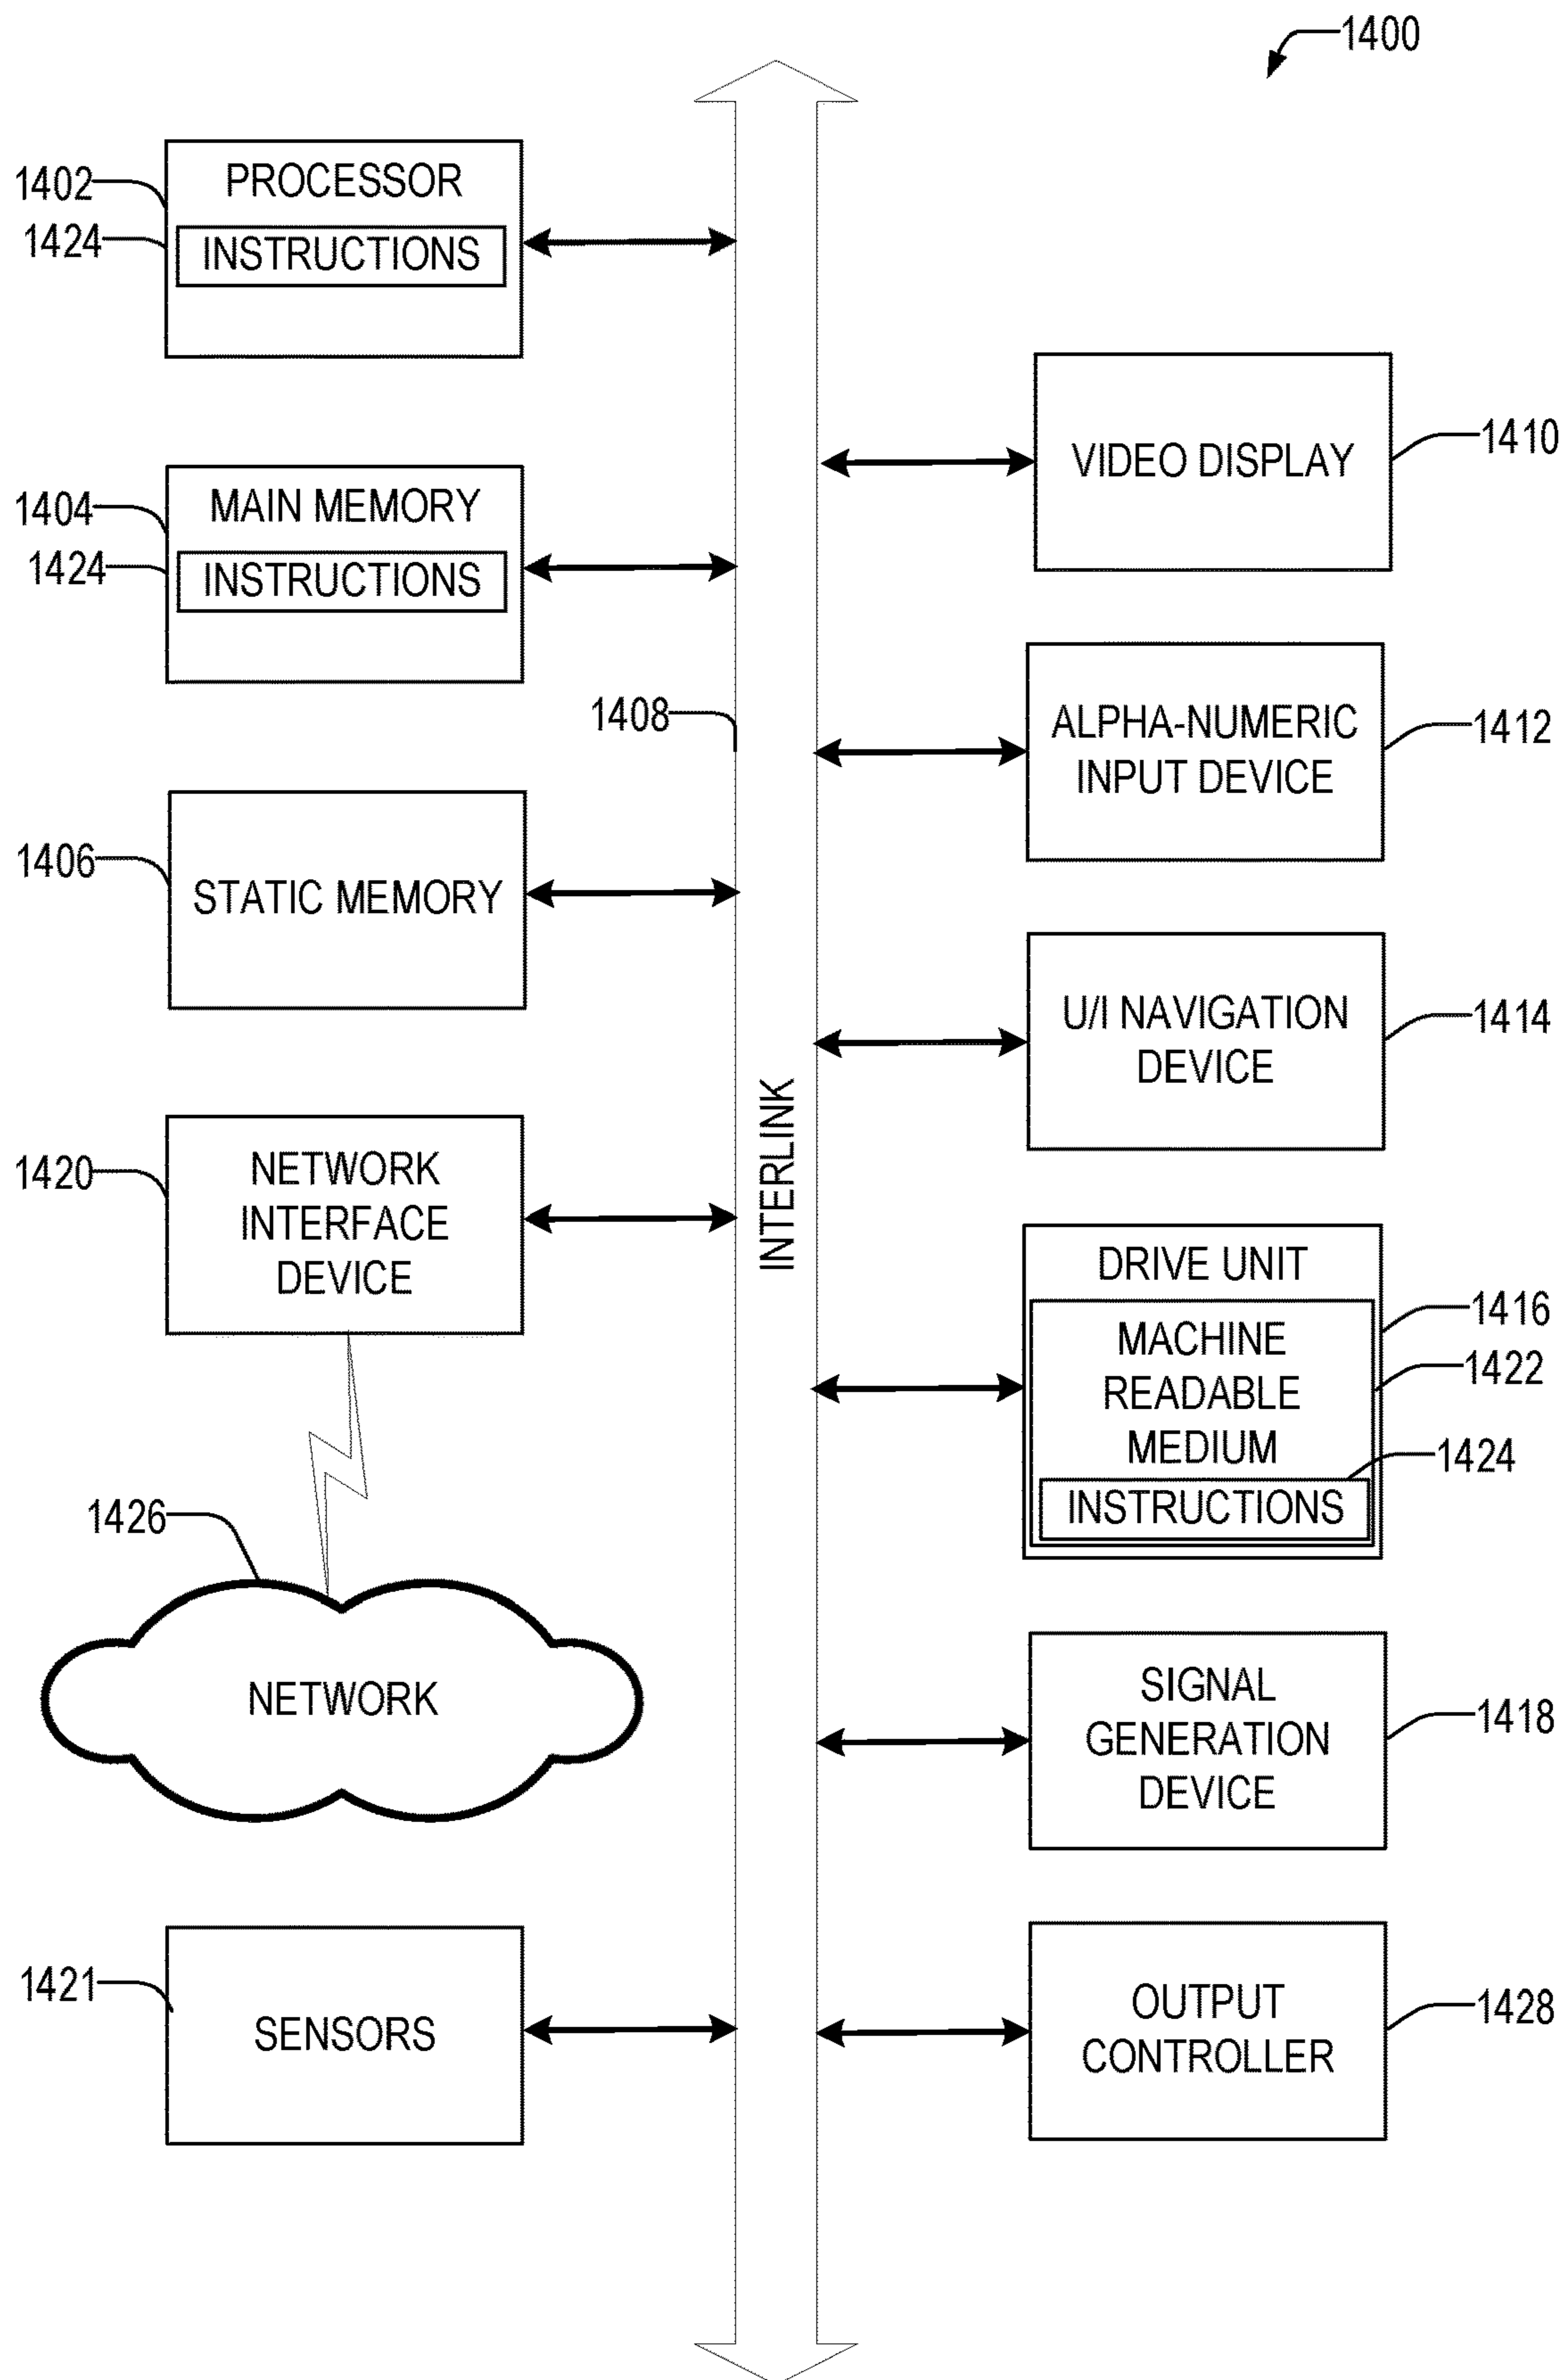 1400
1402
PROCESSOR
1424
INSTRUCTIONS
1404
MAIN MEMORY
1424
INSTRUCTIONS
1408
1406
STATIC MEMORY
1420
NETWORK
INTERFACE
DEVICE
1426
NETWORK
1421
SENSORS
INTERLINK
VIDEO DISPLAY
1410
ALPHA-NUMERIC
INPUT DEVICE
1412
U/I NAVIGATION
DEVICE
1414
DRIVE UNIT
1416
MACHINE
READABLE
MEDIUM
1422
1424
INSTRUCTIONS
SIGNAL
GENERATION
DEVICE
1418
OUTPUT
CONTROLLER
1428